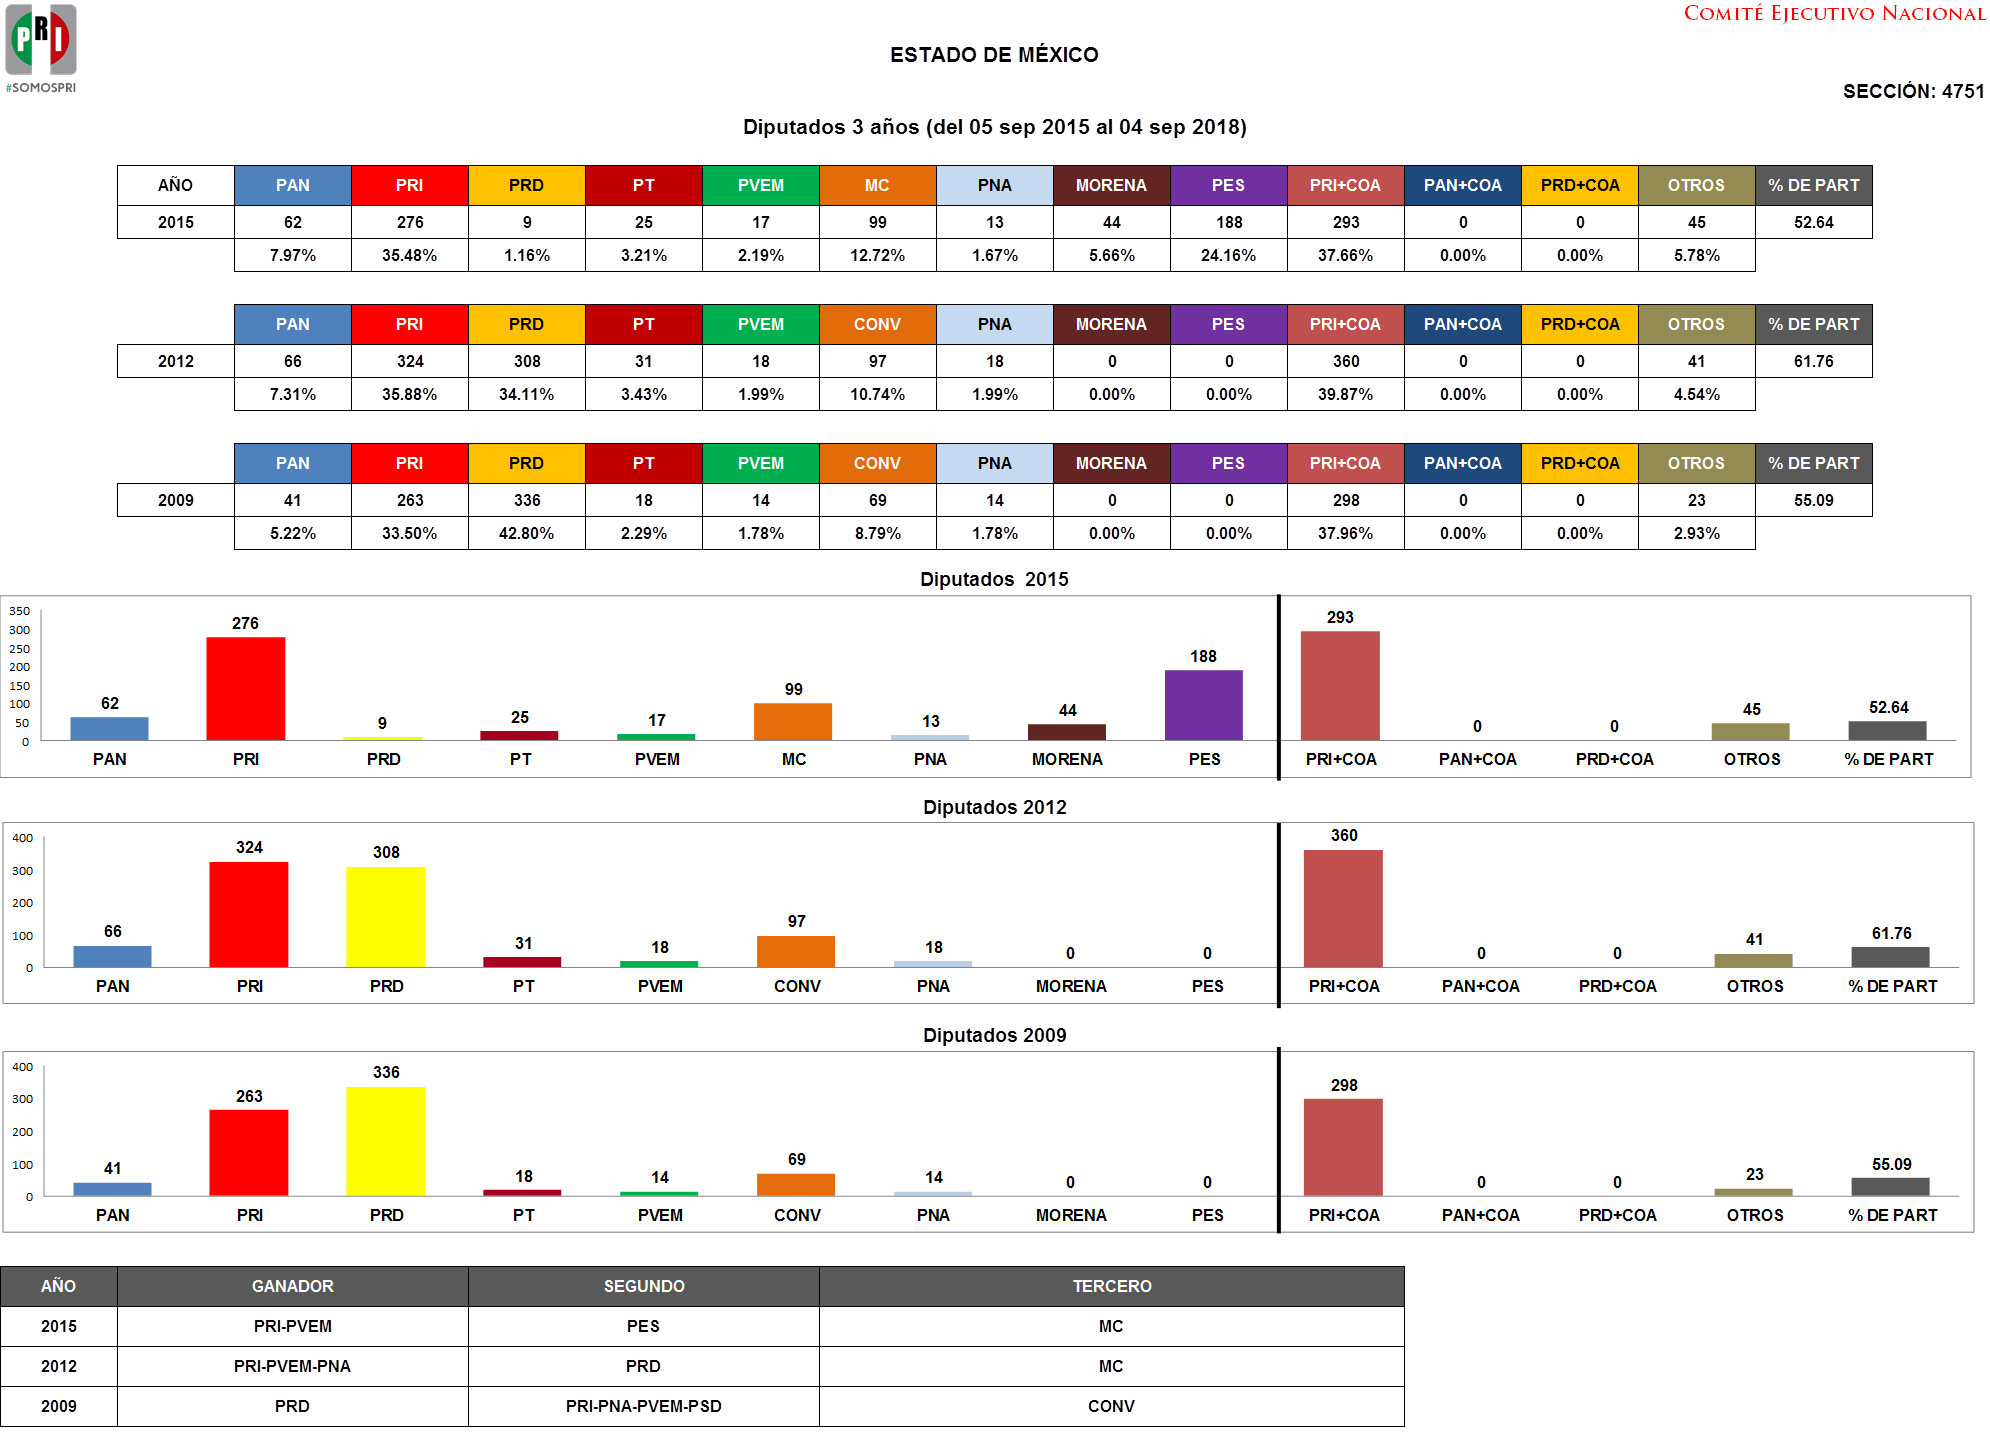 PRI
#SOMOSPRI
COMITÉ EJECUTIVO NACIONAL
ESTADO DE MÉXICO
SECCIÓN: 4751
Diputados 3 años (del 05 sep 2015 al 04 sep 2018)
AÑO PAN PRI PRD PT PVEM MC PNA MORENA PES PRI+COA PAN+COA PRD+COA OTROS % DE PART
2015 62 276 9 25 17 99 13 44 188 293 0 0 45 52.64
7.97% 35.48% 1.16% 3.21% 2.19% 12.72% 1.67% 5.66% 24.16% 37.66% 0.00% 0.00% 5.78%
PAN PRI PRD PT PVEM CONV PNA MORENA PES PRI+COA PAN+COA PRD+COA OTROS % DE PART
2012 66 324 308 31 18 97 18 0 0 360 0 0 41 61.76
7.31% 35.88% 34.11% 3.43% 1.99% 10.74% 1.99% 0.00% 0.00% 39.87% 0.00% 0.00% 4.54%
PAN PRI PRD PT PVEM CONV PNA MORENA PES PRI+COA PAN+COA PRD+COA OTROS % DE PART
2009 41 263 336 18 14 69 14 0 0 298 0 0 23 55.09
5.22% 33.50% 42.80% 2.29% 1.78% 8.79% 1.78% 0.00% 0.00% 37.96% 0.00% 0.00% 2.93%
Diputados 2015
350
300
250
200
150
100
50
0
62 276 9 25 17 99 13 44 188 293 0 0 45 52.64
PAN PRI PRD PT PVEM MC PNA MORENA PES PRI+COA PAN+COA PRD+COA OTROS % DE PART
Diputados 2012
400
300
200
100
0
66 324 308 31 18 97 18 0 0 360 0 0 41 61.76
PAN PRI PRD PT PVEM CONV PNA MORENA PES PRI+COA PAN+COA PRD+COA OTROS % DE PART
Diputados 2009
400
300
200
100
0
41 263 336 18 14 69 14 0 0 298 0 0 23 55.09
PAN PRI PRD PT PVEM CONV PNA MORENA PES PRI+COA PAN+COA PRD+COA OTROS % DE PART
AÑO GANADOR SEGUNDO TERCERO
2015 PRI-PVEM PES MC
2012 PRI-PVEM-PNA PRD MC
2009 PRD PRI-PNA-PVEM-PSD CONV